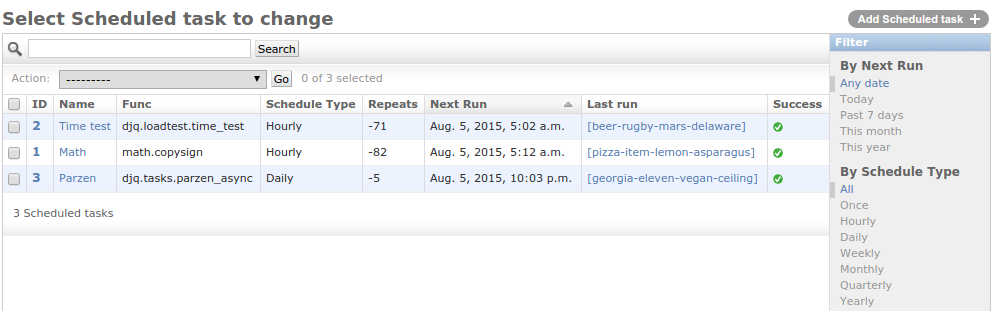 Select Scheduled task to change
Add Scheduled task +
Search
Action: --------- Go 0 of 3 selected
ID Name Func Schedule Type Repeats Next Run Last run Success
2 Time test djq.loadtest.time_test Hourly -71 Aug. 5, 2015, 5:02 a.m. [beer-rugby-mars-delaware]
1 Math math.copysign Hourly -82 Aug. 5, 2015, 5:12 a.m. [pizza-item-lemon-asparagus]
3 Parzen djq.tasks.parzen_async Daily -5 Aug. 5, 2015, 10:03 p.m. [georgia-eleven-vegan-ceiling]
3 Scheduled tasks
Filter
By Next Run
Any date
Today
Past 7 days
This month
This year
By Schedule Type
All
Once
Hourly
Daily
Weekly
Monthly
Quarterly
Yearly